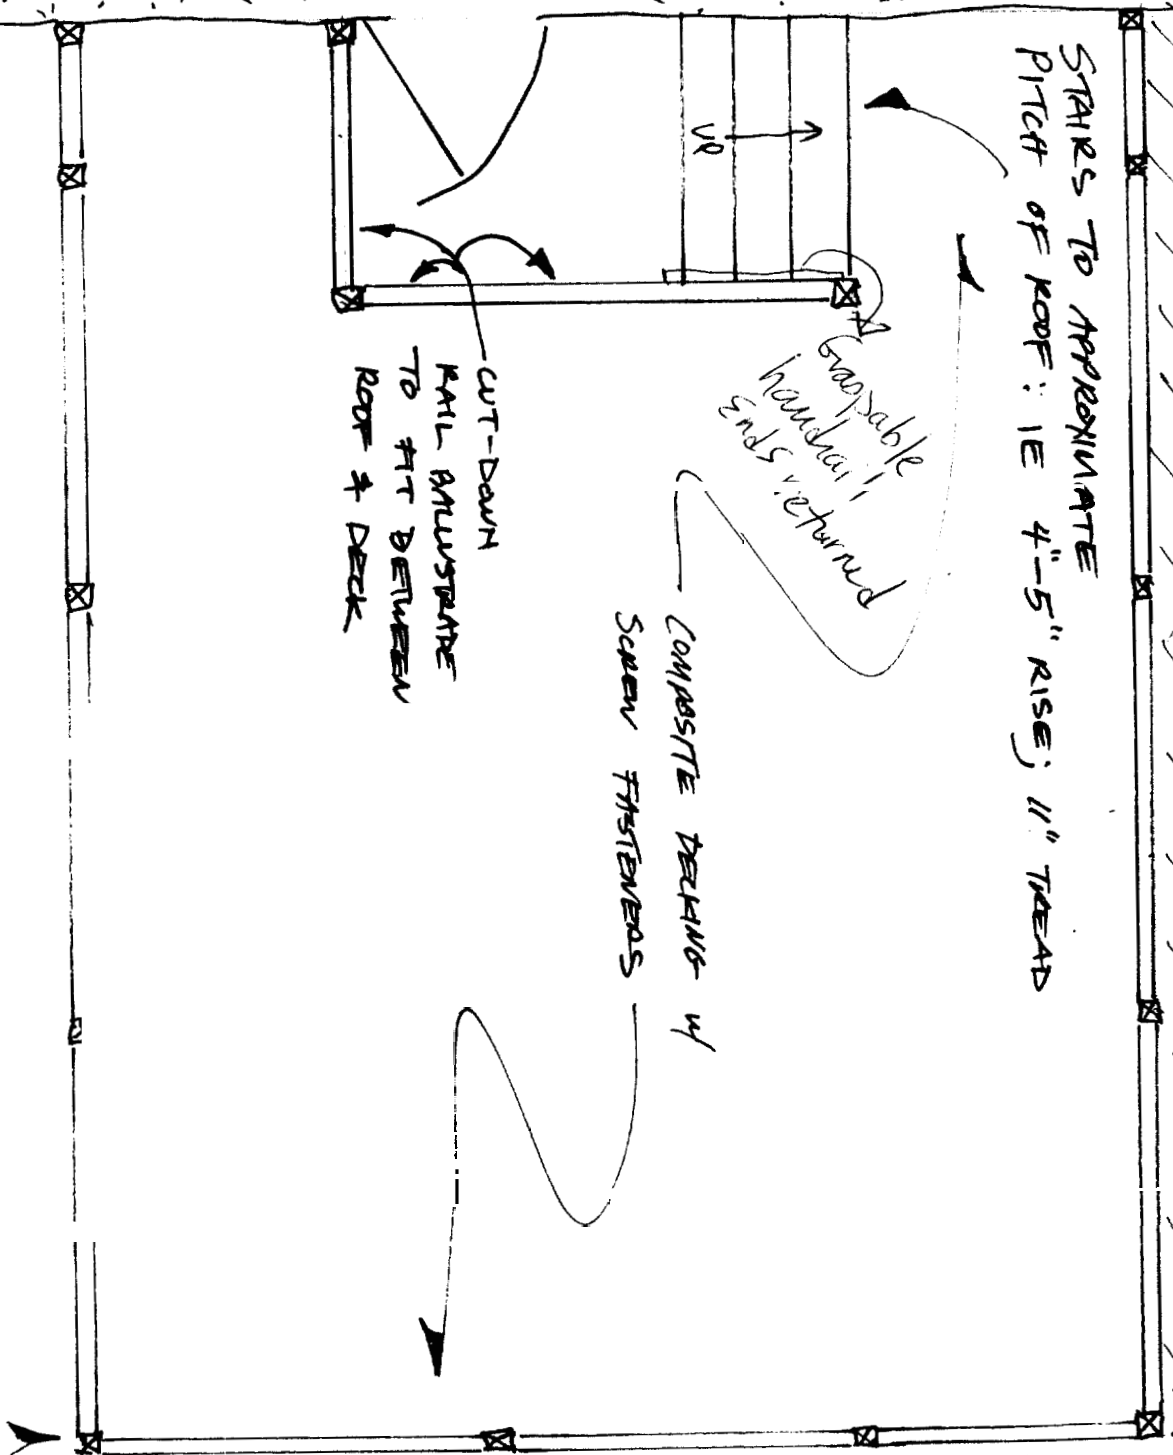 STAIRS TO APPROXIMATE
PITCH OF ROOF: IE 4"-5" RISE; 11" TREAD
UP
Graspable
handrail
Ends returned
COMPOSITE DECKING W/
SCREW FASTENERS
CUT-DOWN
RAIL BALLUSTRADE
TO FIT BETWEEN
ROOF & DECK